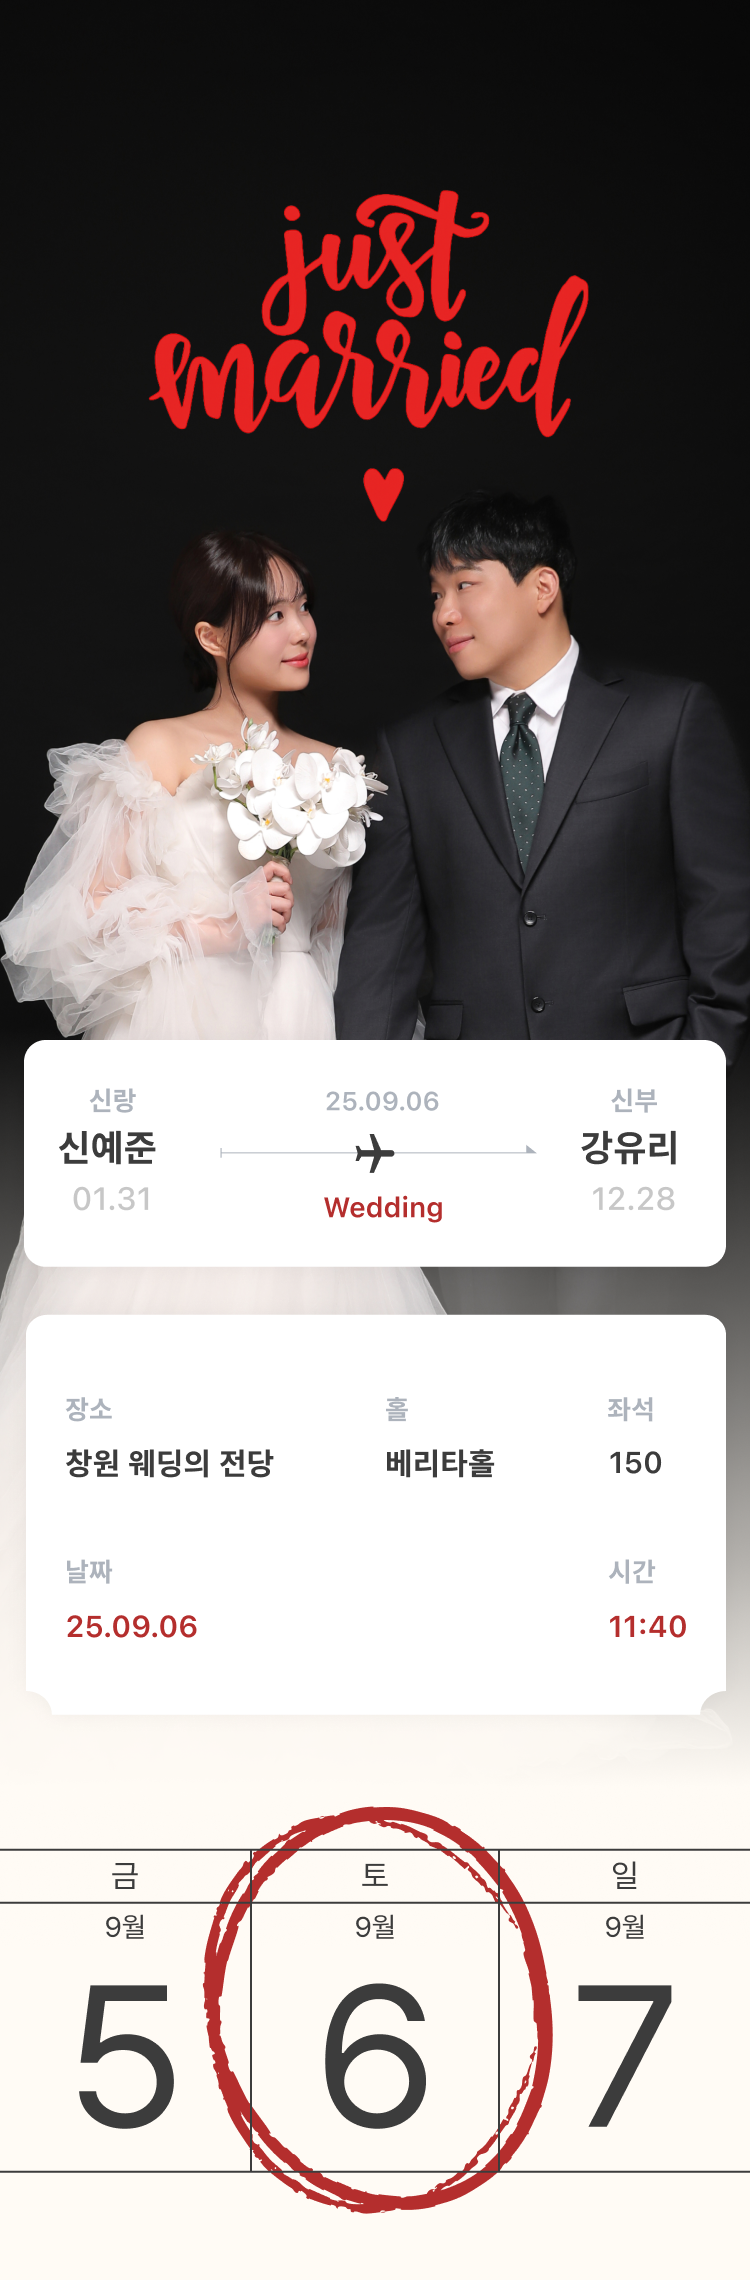 just
married
신랑 25.09.06 신부
신예준 강유리
01.31 Wedding 12.28
장소 홀 좌석
창원 웨딩의 전당 베리타홀 150
날짜 시간
25.09.06 11:40
금 토 일
9월 9월 9월
5 6 7